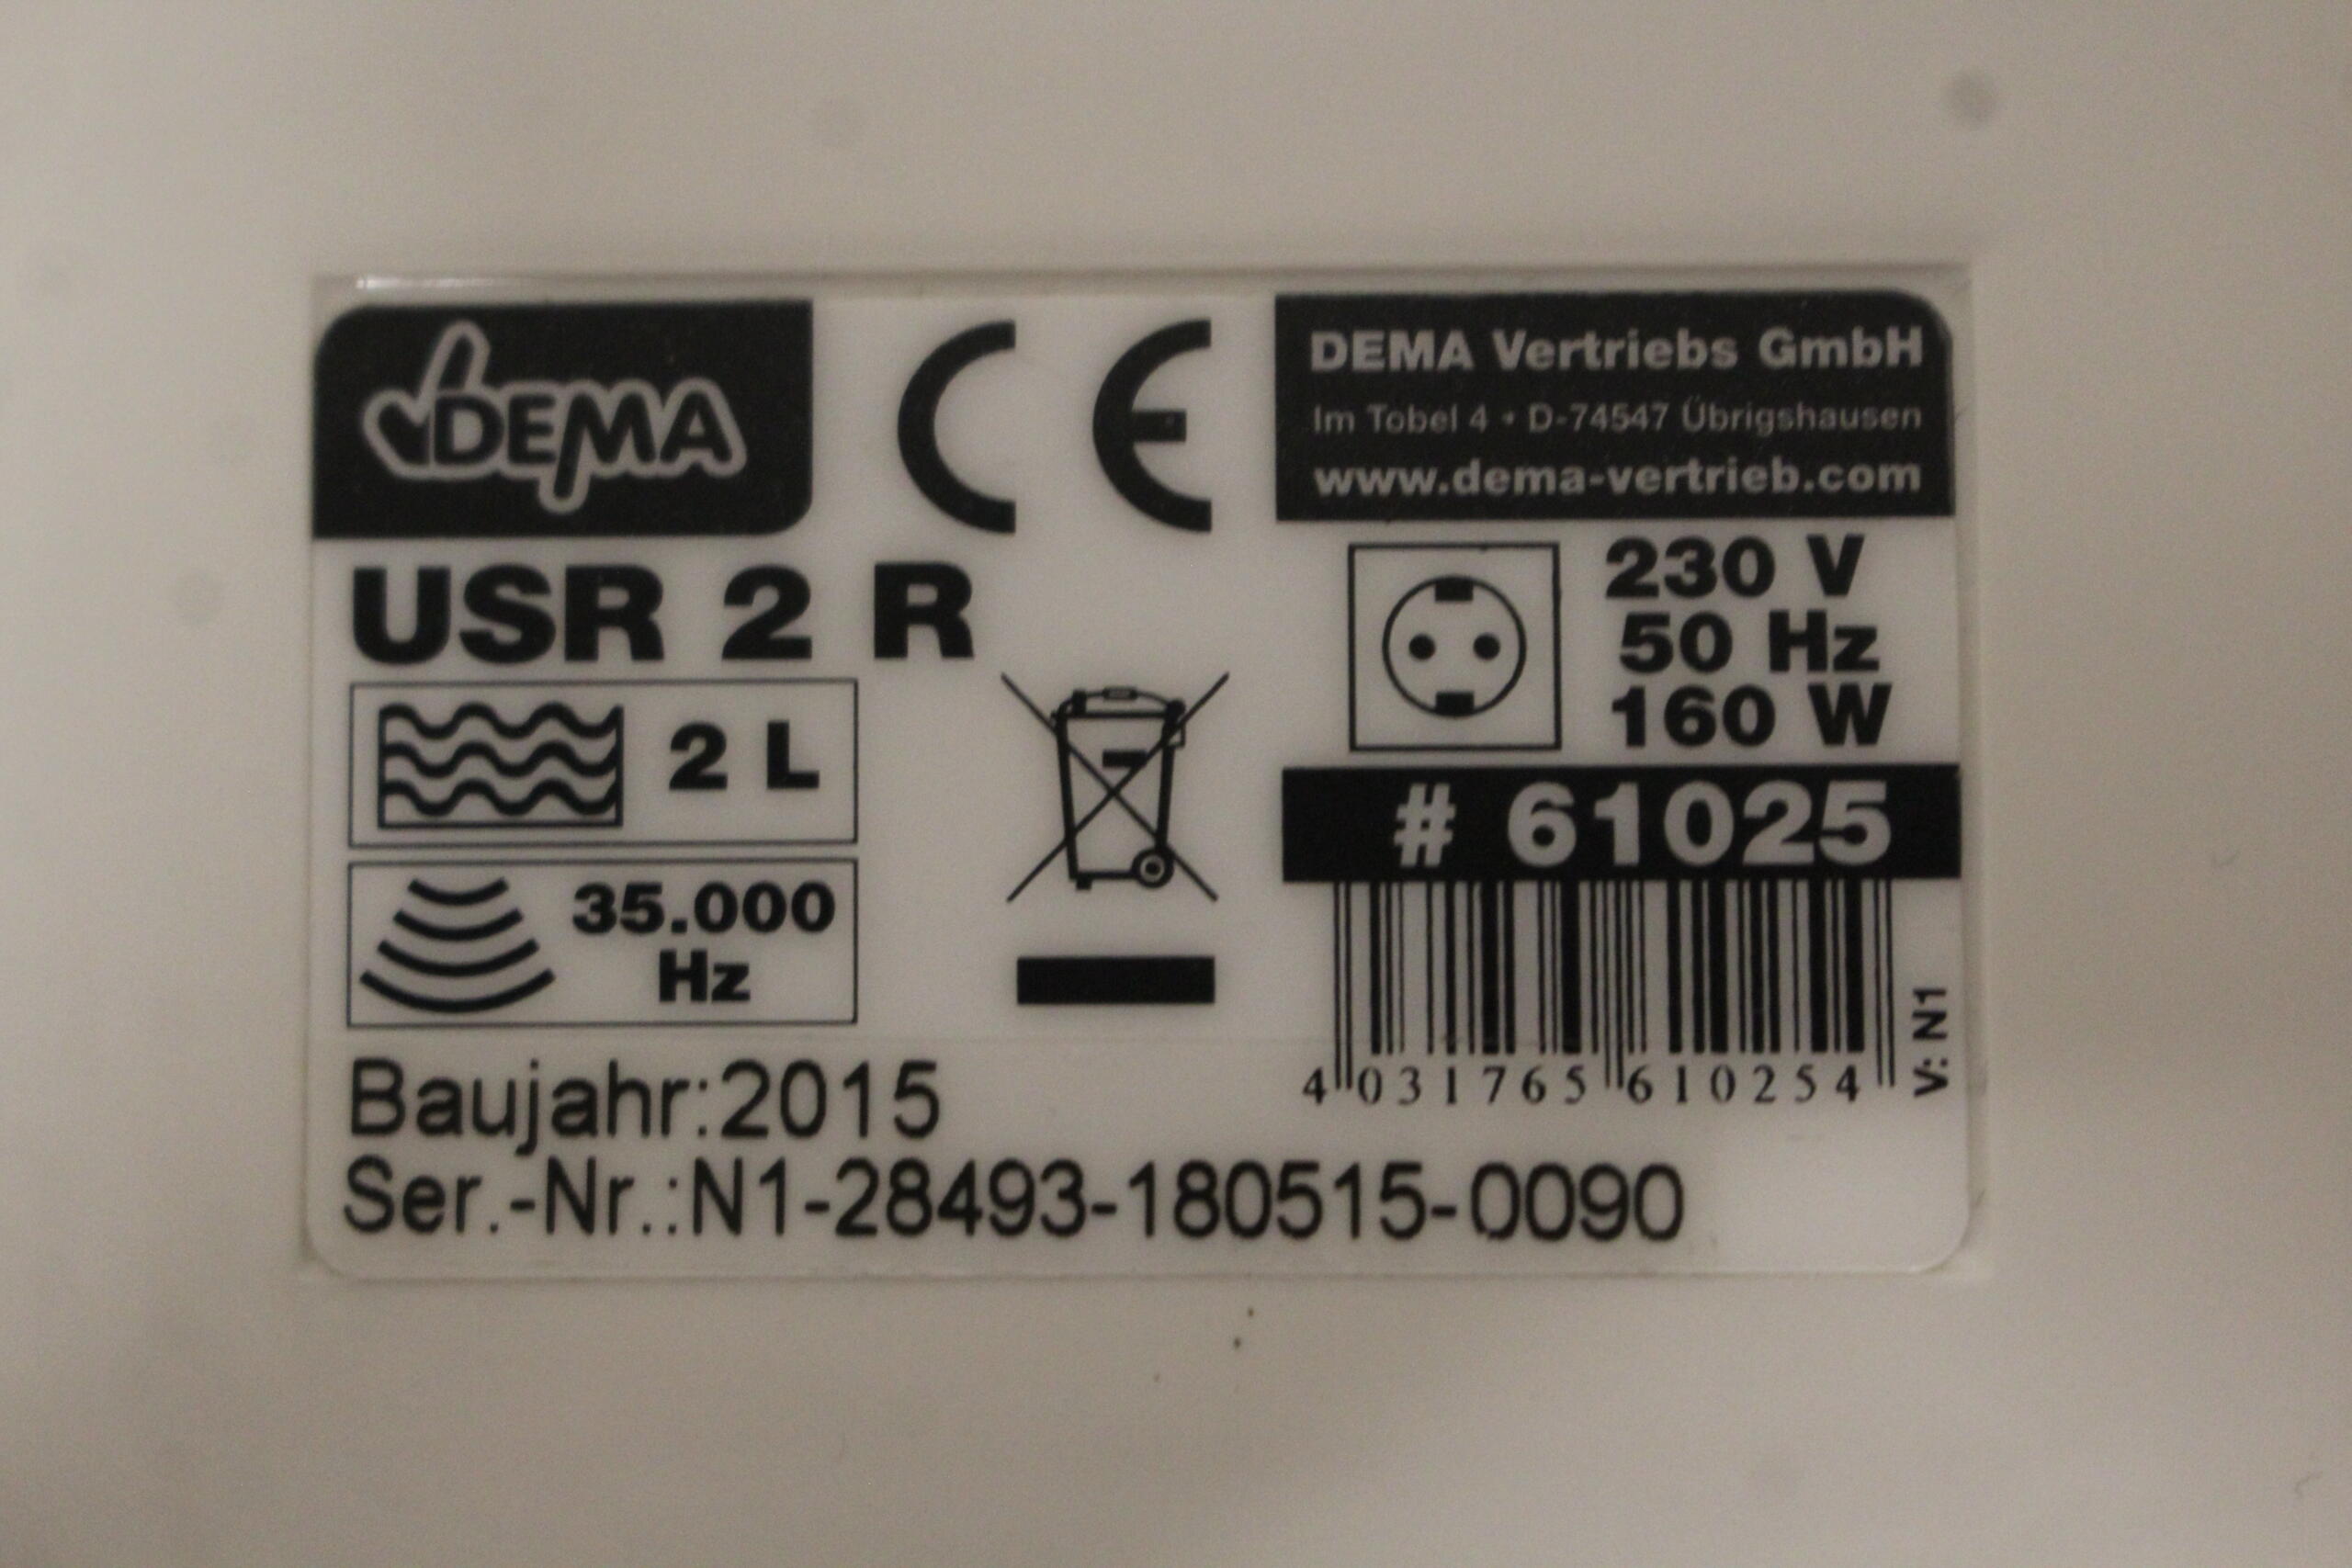 DEMA
CE
DEMA Vertriebs GmbH
Im Tobel 4 • D-74547 Übrigshausen
www.dema-vertrieb.com
USR 2 R
230 V
50 Hz
160 W
2 L
# 61025
35.000
Hz
4 031765 610254
V: N1
Baujahr:2015
Ser.-Nr.:N1-28493-180515-0090